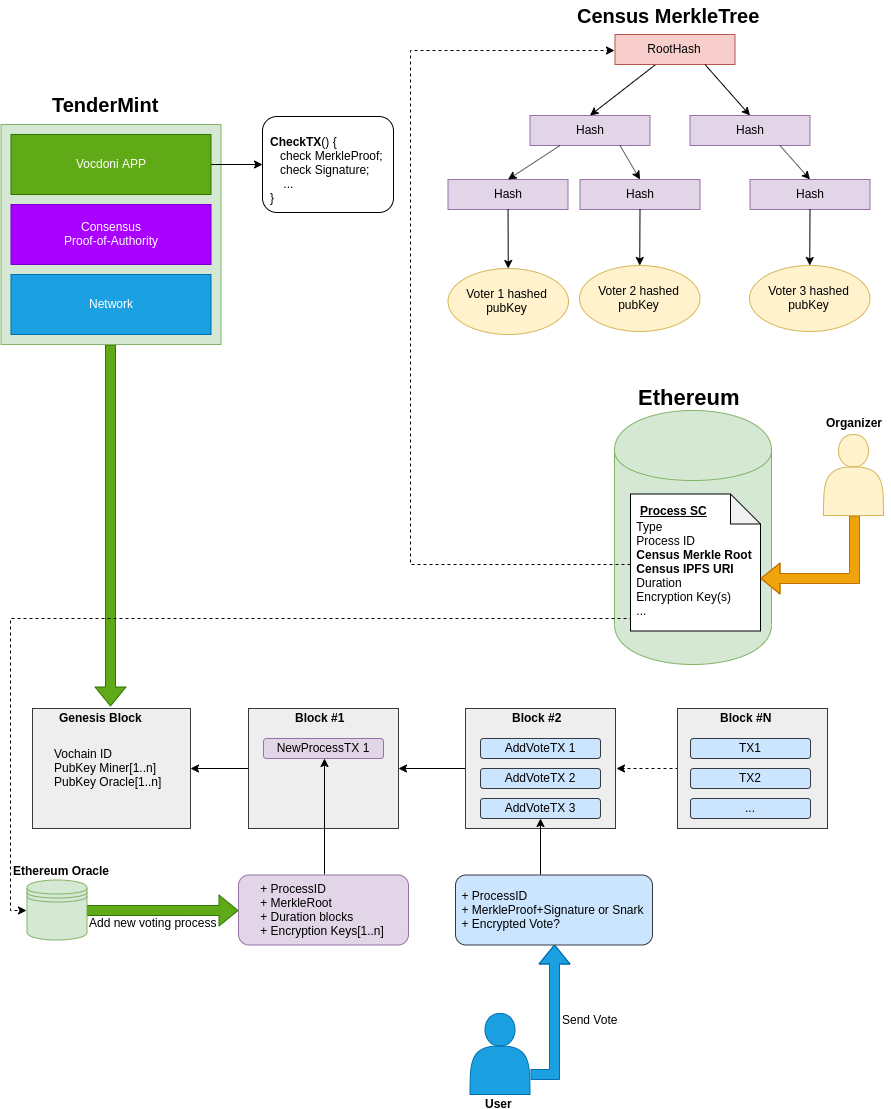 Census MerkleTree
RootHash
Hash
Hash
Hash
Hash
Hash
Voter 1 hashed
pubKey
Voter 2 hashed
pubKey
Voter 3 hashed
pubKey
TenderMint
Vocdoni APP
Consensus
Proof-of-Authority
Network
CheckTX() {
check MerkleProof;
check Signature;
...
}
Ethereum
Organizer
Process SC
Type
Process ID
Census Merkle Root
Census IPFS URI
Duration
Encryption Key(s)
...
Genesis Block
Vochain ID
PubKey Miner[1..n]
PubKey Oracle[1..n]
Block #1
NewProcessTX 1
Block #2
AddVoteTX 1
AddVoteTX 2
AddVoteTX 3
Block #N
TX1
TX2
...
Ethereum Oracle
Add new voting process
+ ProcessID
+ MerkleRoot
+ Duration blocks
+ Encryption Keys[1..n]
+ ProcessID
+ MerkleProof+Signature or Snark
+ Encrypted Vote?
Send Vote
User